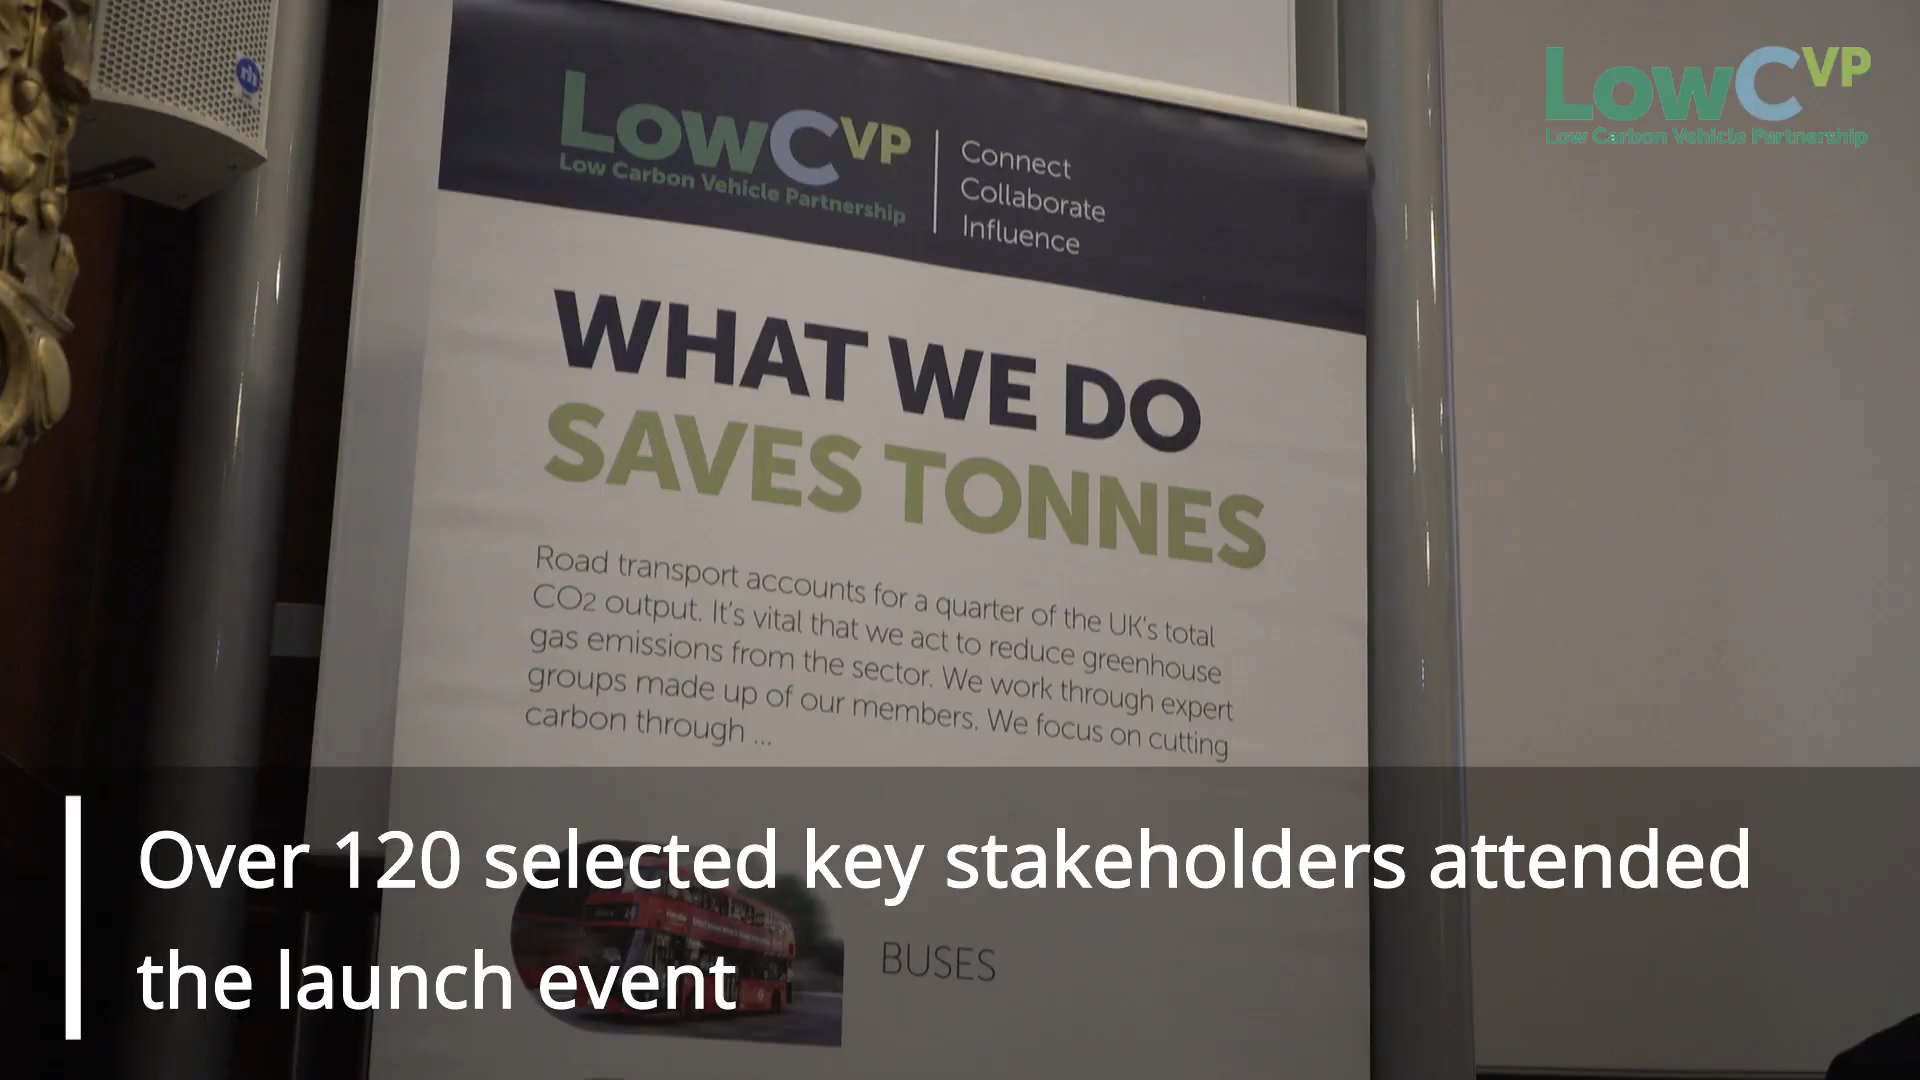 LowCVP
Low Carbon Vehicle Partnership
LowCVP
Low Carbon Vehicle Partnership
Connect
Collaborate
Influence
WHAT WE DO
SAVES TONNES
Road transport accounts for a quarter of the UK's total
CO2 output. It's vital that we act to reduce greenhouse
gas emissions from the sector. We work through expert
groups made up of our members. We focus on cutting
carbon through ...
BUSES
Over 120 selected key stakeholders attended
the launch event